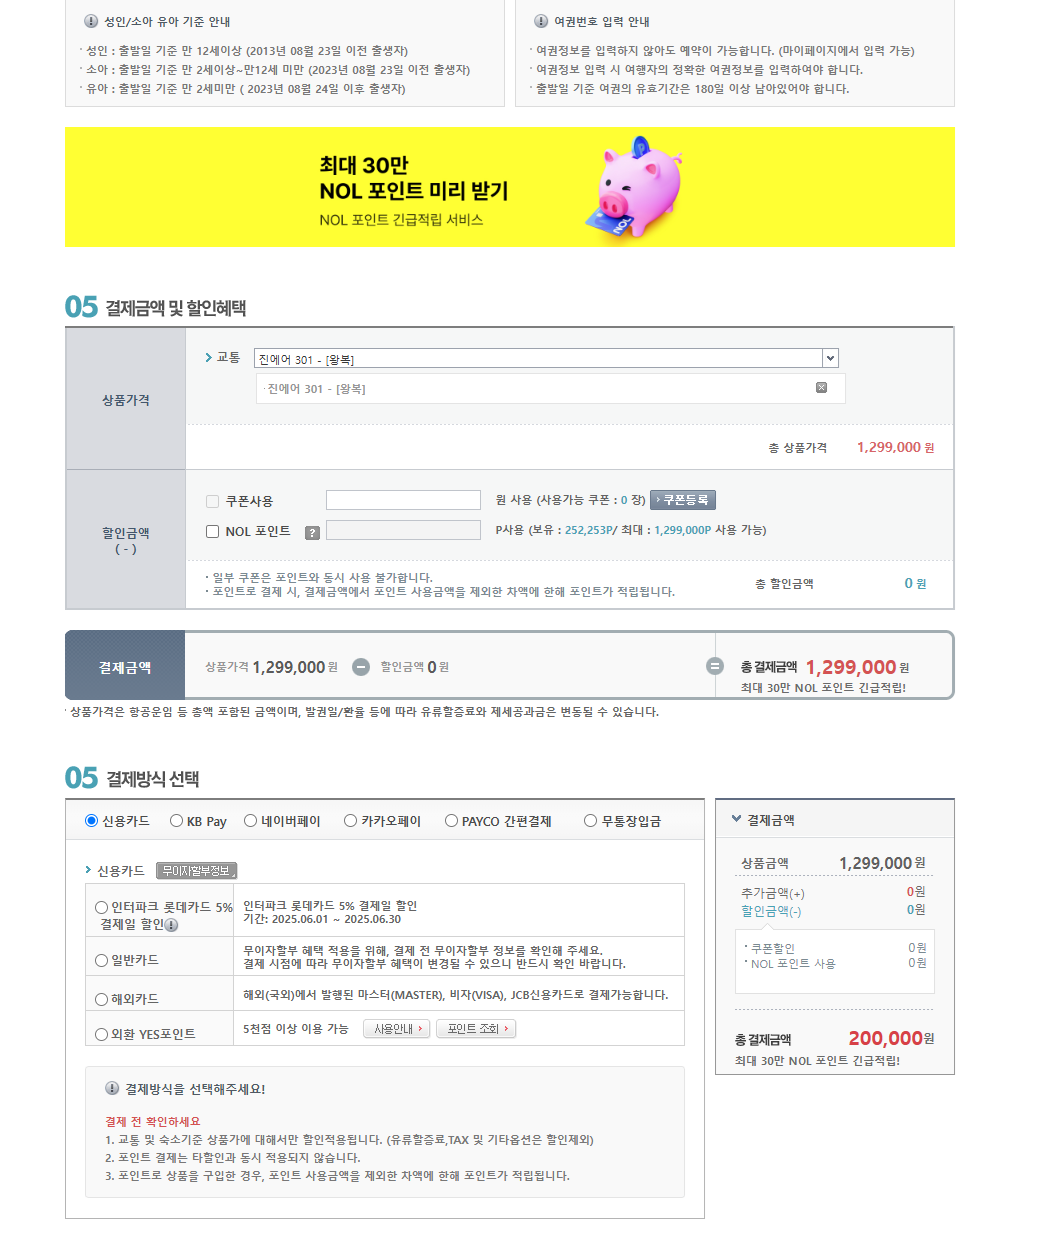 성인/소아 유아 기준 안내
· 성인 : 출발일 기준 만 12세이상 (2013년 08월 23일 이전 출생자)
· 소아 : 출발일 기준 만 2세이상~만12세 미만 (2023년 08월 23일 이전 출생자)
· 유아 : 출발일 기준 만 2세미만 ( 2023년 08월 24일 이후 출생자)
여권번호 입력 안내
· 여권정보를 입력하지 않아도 예약이 가능합니다. (마이페이지에서 입력 가능)
· 여권정보 입력 시 여행자의 정확한 여권정보를 입력하여야 합니다.
· 출발일 기준 여권의 유효기간은 180일 이상 남아있어야 합니다.
최대 30만
NOL 포인트 미리 받기
NOL 포인트 긴급적립 서비스
NOL
05 결제금액 및 할인혜택
상품가격
교통 진에어 301 - [왕복]
· 진에어 301 - [왕복]
총 상품가격 1,299,000 원
할인금액
( - )
쿠폰사용 원 사용 (사용가능 쿠폰 : 0 장) 쿠폰등록
NOL 포인트 ? P사용 (보유 : 252,253P/ 최대 : 1,299,000P 사용 가능)
· 일부 쿠폰은 포인트와 동시 사용 불가합니다.
· 포인트로 결제 시, 결제금액에서 포인트 사용금액을 제외한 차액에 한해 포인트가 적립됩니다.
총 할인금액 0 원
결제금액
상품가격 1,299,000 원 - 할인금액 0 원 = 총 결제금액 1,299,000 원
최대 30만 NOL 포인트 긴급적립!
· 상품가격은 항공운임 등 총액 포함된 금액이며, 발권일/환율 등에 따라 유류할증료와 제세공과금은 변동될 수 있습니다.
05 결제방식 선택
신용카드 KB Pay 네이버페이 카카오페이 PAYCO 간편결제 무통장입금
신용카드 무이자할부정보
인터파크 롯데카드 5%
결제일 할인
인터파크 롯데카드 5% 결제일 할인
기간: 2025.06.01 ~ 2025.06.30
일반카드
무이자할부 혜택 적용을 위해, 결제 전 무이자할부 정보를 확인해 주세요.
결제 시점에 따라 무이자할부 혜택이 변경될 수 있으니 반드시 확인 바랍니다.
해외카드
해외(국외)에서 발행된 마스터(MASTER), 비자(VISA), JCB신용카드로 결제가능합니다.
외환 YES포인트
5천점 이상 이용 가능 사용안내 포인트 조회
결제방식을 선택해주세요!
결제 전 확인하세요
1. 교통 및 숙소기준 상품가에 대해서만 할인적용됩니다. (유류할증료,TAX 및 기타옵션은 할인제외)
2. 포인트 결제는 타할인과 동시 적용되지 않습니다.
3. 포인트로 상품을 구입한 경우, 포인트 사용금액을 제외한 차액에 한해 포인트가 적립됩니다.
결제금액
상품금액 1,299,000 원
추가금액(+) 0원
할인금액(-) 0원
· 쿠폰할인 0원
· NOL 포인트 사용 0원
총 결제금액 200,000원
최대 30만 NOL 포인트 긴급적립!